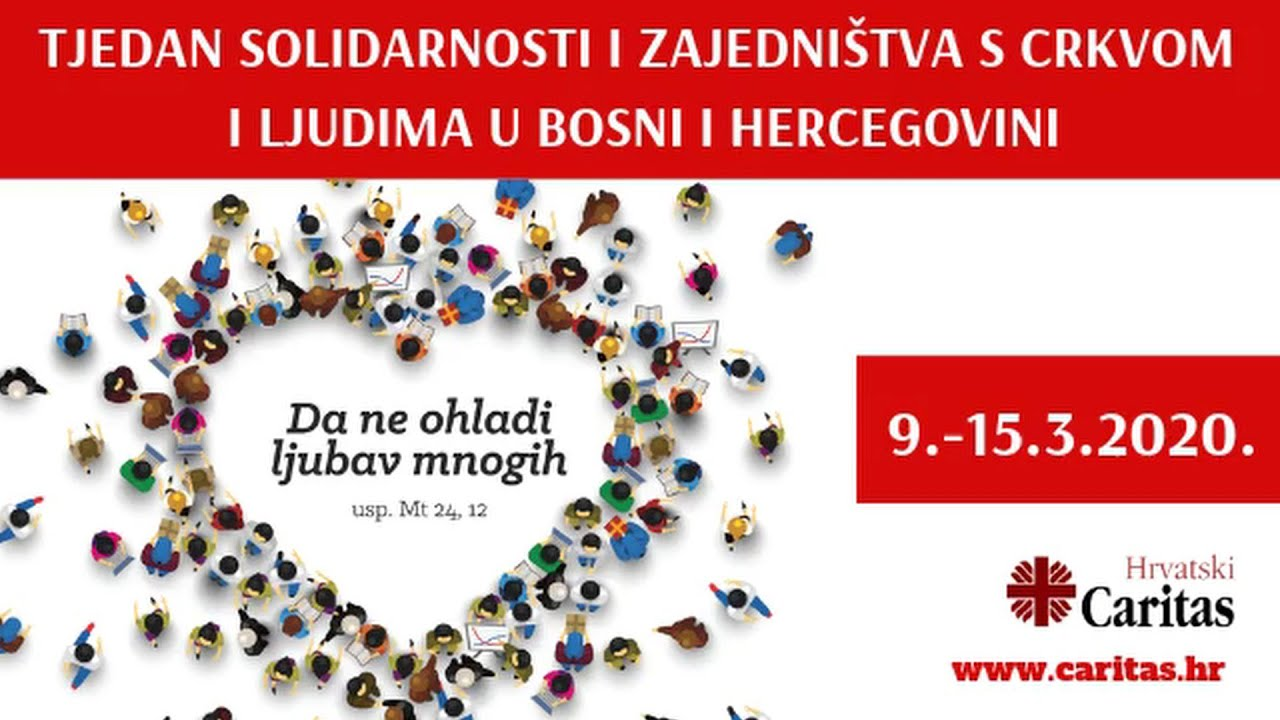 TJEDAN SOLIDARNOSTI I ZAJEDNIŠTVA S CRKVOM
I LJUDIMA U BOSNI I HERCEGOVINI
Da ne ohladi
ljubav mnogih
usp. Mt 24, 12
9.-15.3.2020.
Hrvatski
Caritas
www.caritas.hr